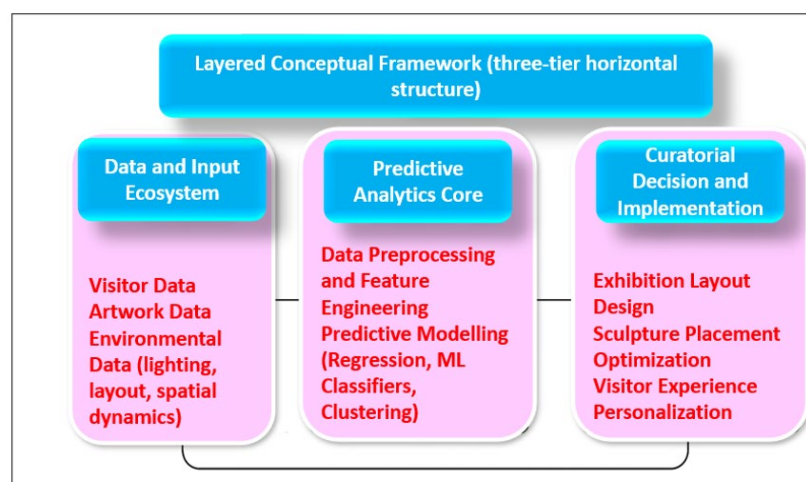 Layered Conceptual Framework (three-tier horizontal
structure)
Data and Input
Ecosystem
Visitor Data
Artwork Data
Environmental
Data (lighting,
layout, spatial
dynamics)
Predictive
Analytics Core
Data Preprocessing
and Feature
Engineering
Predictive Modelling
(Regression, ML
Classifiers,
Clustering)
Curatorial
Decision and
Implementation
Exhibition Layout
Design
Sculpture Placement
Optimization
Visitor Experience
Personalization